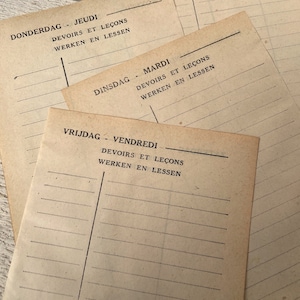 DONDERDAG - JEUDI
DEVOIRS ET LEÇONS
WERKEN EN LESSEN
DINSDAG - MARDI
DEVOIRS ET LEÇONS
WERKEN EN LESSEN
VRIJDAG - VENDREDI
DEVOIRS ET LEÇONS
WERKEN EN LESSEN